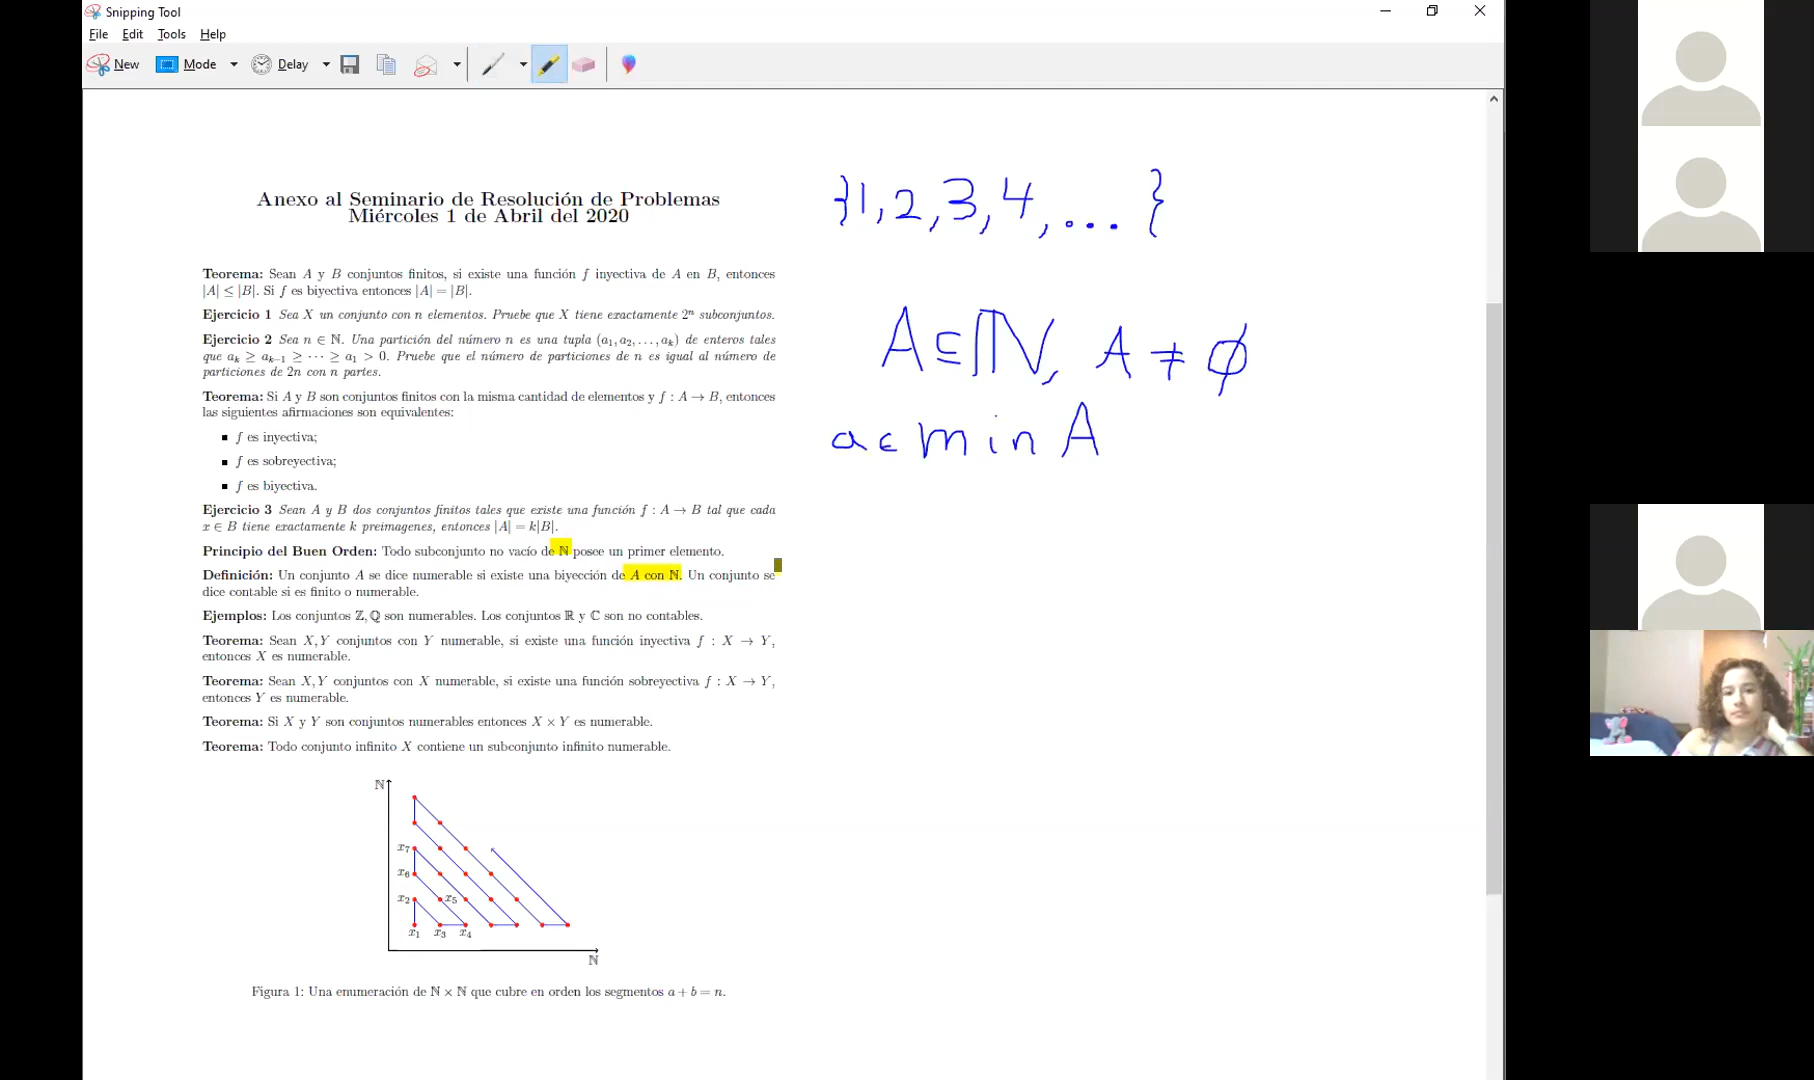 Snipping Tool
File Edit Tools Help
New Mode Delay
Anexo al Seminario de Resolución de Problemas
Miércoles 1 de Abril del 2020
Teorema: Sean A y B conjuntos finitos, si existe una función f inyectiva de A en B, entonces
|A| ≤ |B|. Si f es biyectiva entonces |A| = |B|.
Ejercicio 1 Sea X un conjunto con n elementos. Pruebe que X tiene exactamente 2ⁿ subconjuntos.
Ejercicio 2 Sea n ∈ ℕ. Una partición del número n es una tupla (a₁, a₂, . . . , aₖ) de enteros tales
que aₖ ≥ aₖ₋₁ ≥ ⋯ ≥ a₁ > 0. Pruebe que el número de particiones de n es igual al número de
particiones de 2n con n partes.
Teorema: Si A y B son conjuntos finitos con la misma cantidad de elementos y f : A → B, entonces
las siguientes afirmaciones son equivalentes:
▪ f es inyectiva;
▪ f es sobreyectiva;
▪ f es biyectiva.
Ejercicio 3 Sean A y B dos conjuntos finitos tales que existe una función f : A → B tal que cada
x ∈ B tiene exactamente k preimagenes, entonces |A| = k|B|.
Principio del Buen Orden: Todo subconjunto no vacío de ℕ posee un primer elemento.
Definición: Un conjunto A se dice numerable si existe una biyección de A con ℕ. Un conjunto se
dice contable si es finito o numerable.
Ejemplos: Los conjuntos ℤ, ℚ son numerables. Los conjuntos ℝ y ℂ son no contables.
Teorema: Sean X, Y conjuntos con Y numerable, si existe una función inyectiva f : X → Y,
entonces X es numerable.
Teorema: Sean X, Y conjuntos con X numerable, si existe una función sobreyectiva f : X → Y,
entonces Y es numerable.
Teorema: Si X y Y son conjuntos numerables entonces X × Y es numerable.
Teorema: Todo conjunto infinito X contiene un subconjunto infinito numerable.
ℕ
x₇
x₆
x₂ x₅
x₁ x₃ x₄
ℕ
Figura 1: Una enumeración de ℕ × ℕ que cubre en orden los segmentos a + b = n.
{1,2,3,4,...}
A ⊆ ℕ, A ≠ ∅
a ∈ min A